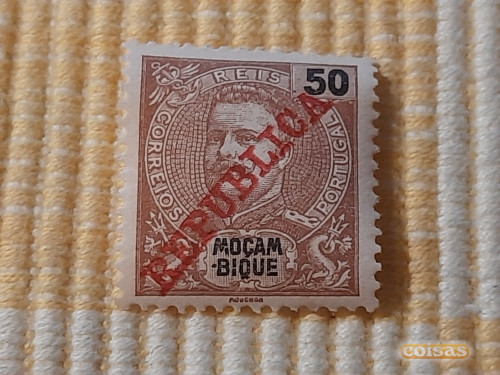 REIS
50
CORREIOS
PORTUGAL
REPUBLICA
MOÇAM
-BIQUE
coisas